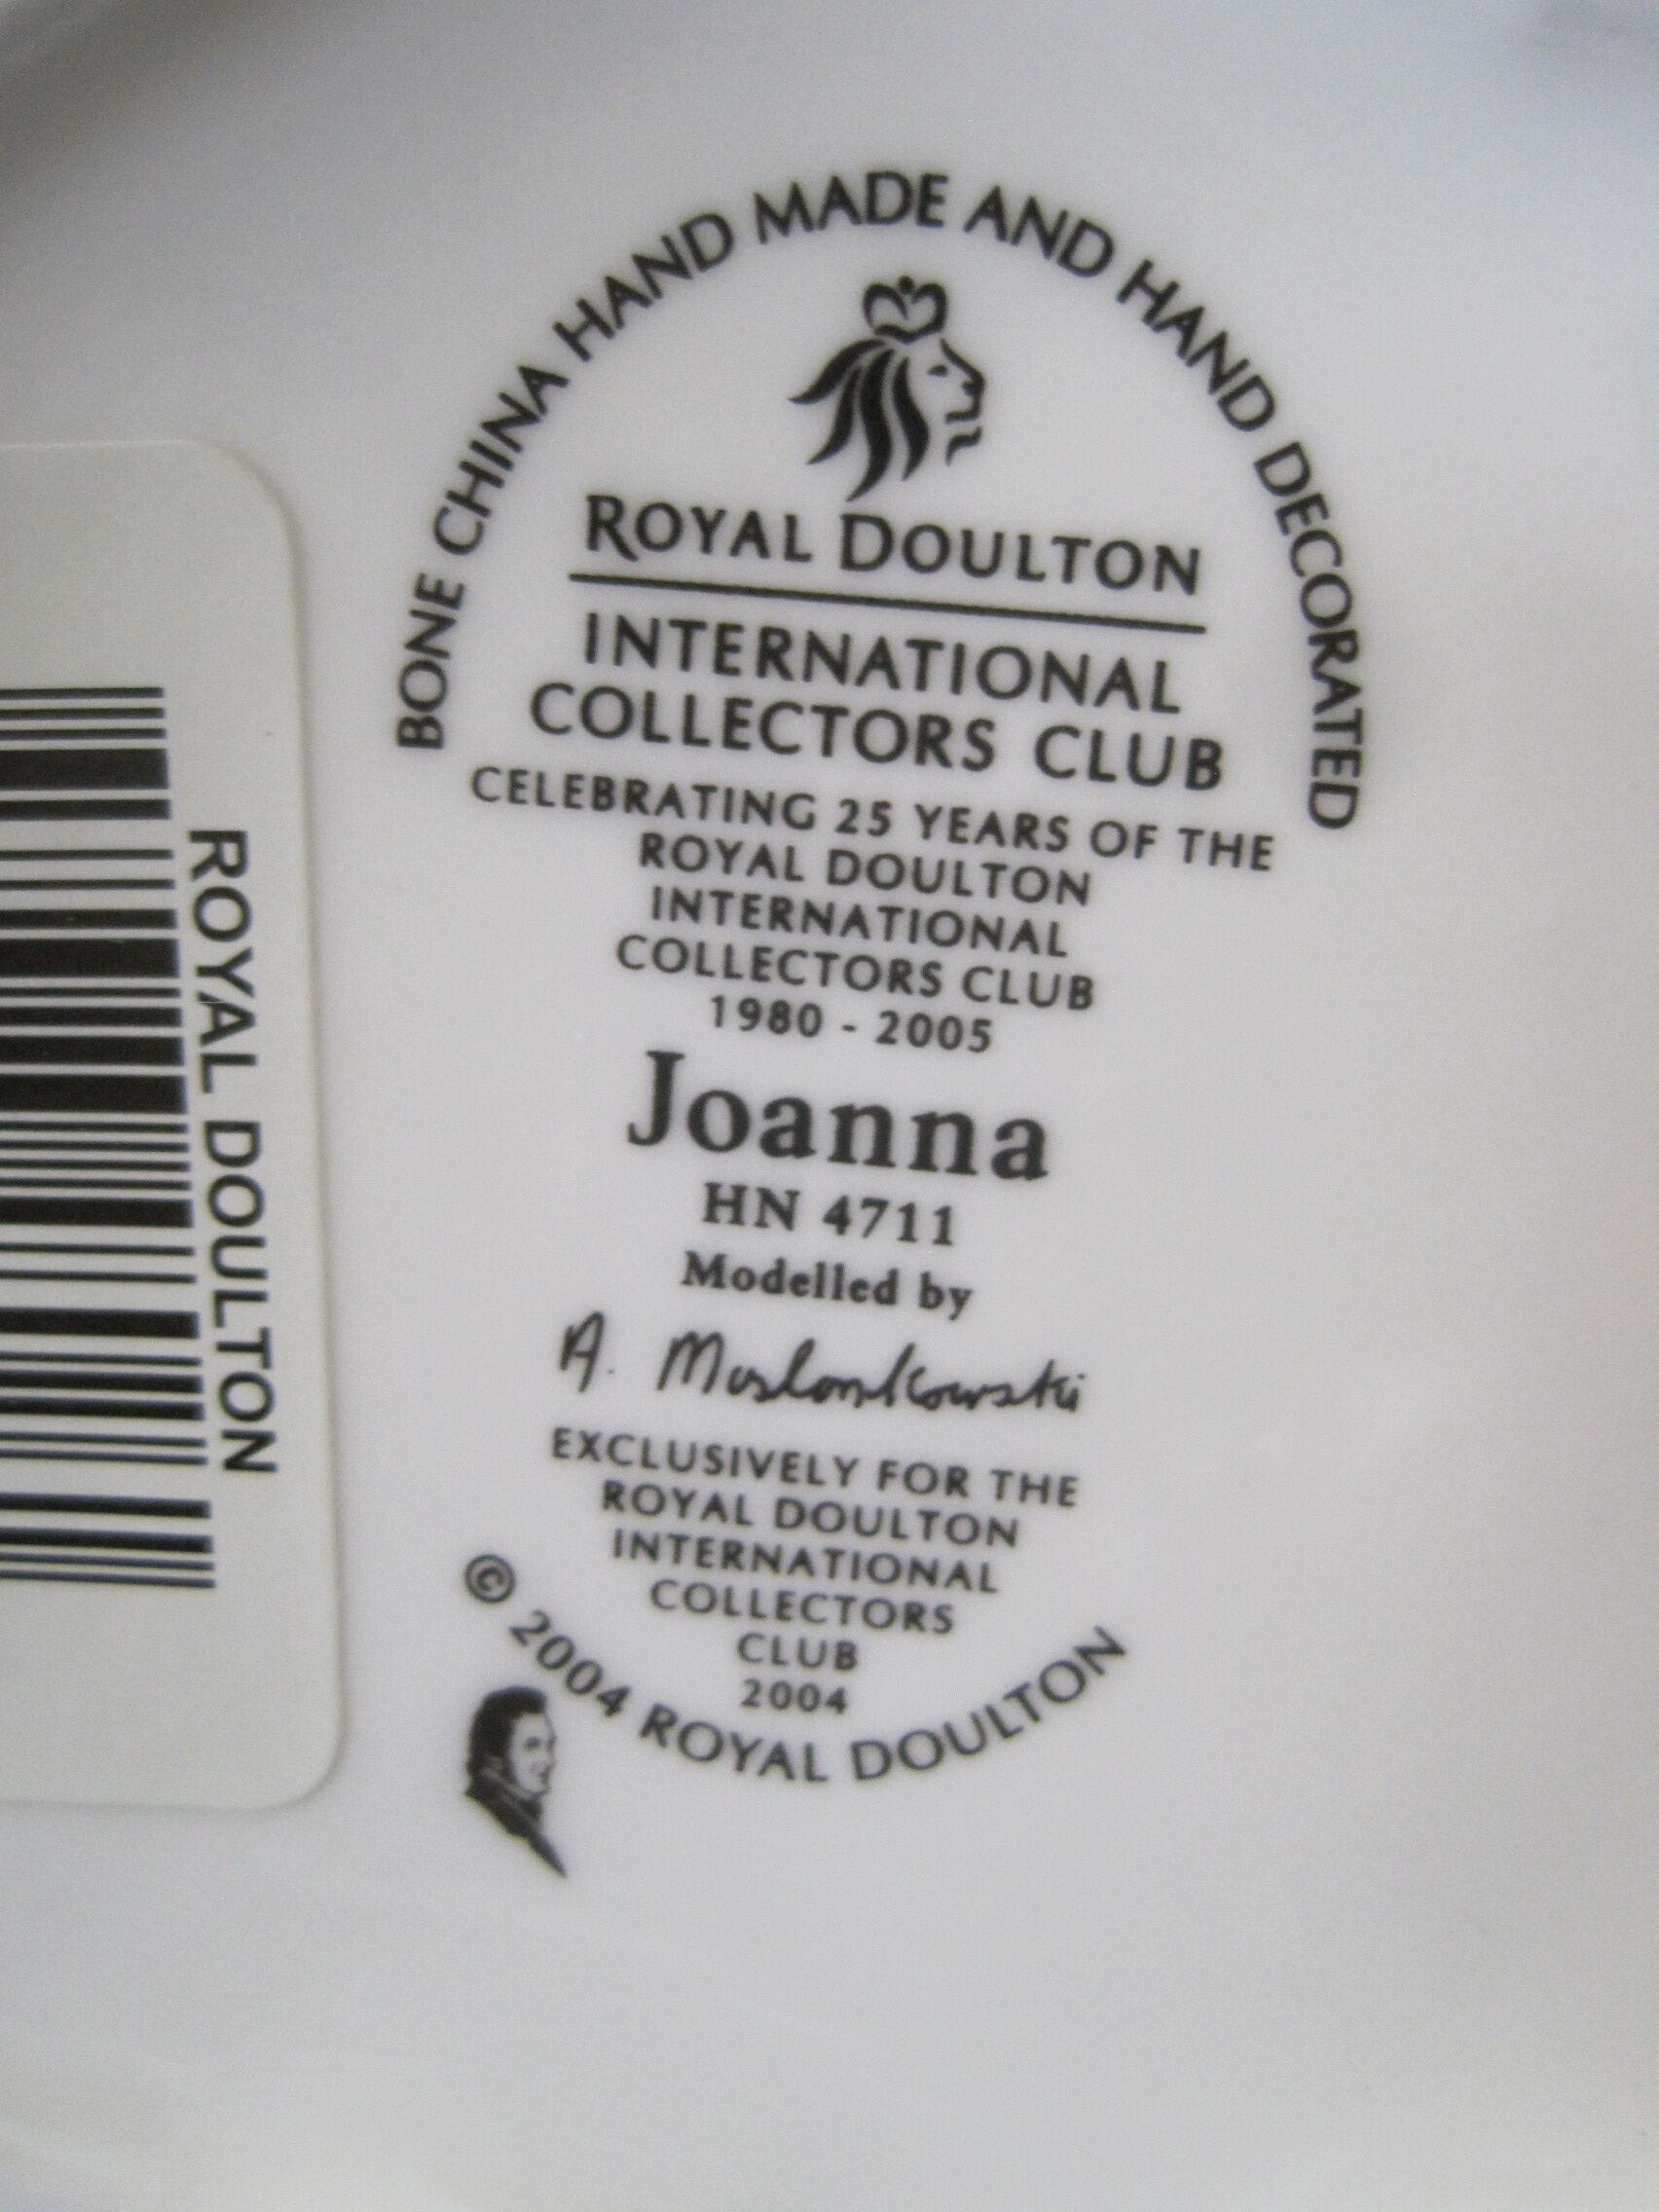 BONE CHINA HAND MADE AND HAND DECORATED
ROYAL DOULTON
INTERNATIONAL
COLLECTORS CLUB
CELEBRATING 25 YEARS OF THE
ROYAL DOULTON
INTERNATIONAL
COLLECTORS CLUB
1980 - 2005
Joanna
HN 4711
Modelled by
A. Maslankowski
EXCLUSIVELY FOR THE
ROYAL DOULTON
INTERNATIONAL
COLLECTORS
CLUB
2004
© 2004 ROYAL DOULTON
ROYAL DOULTON